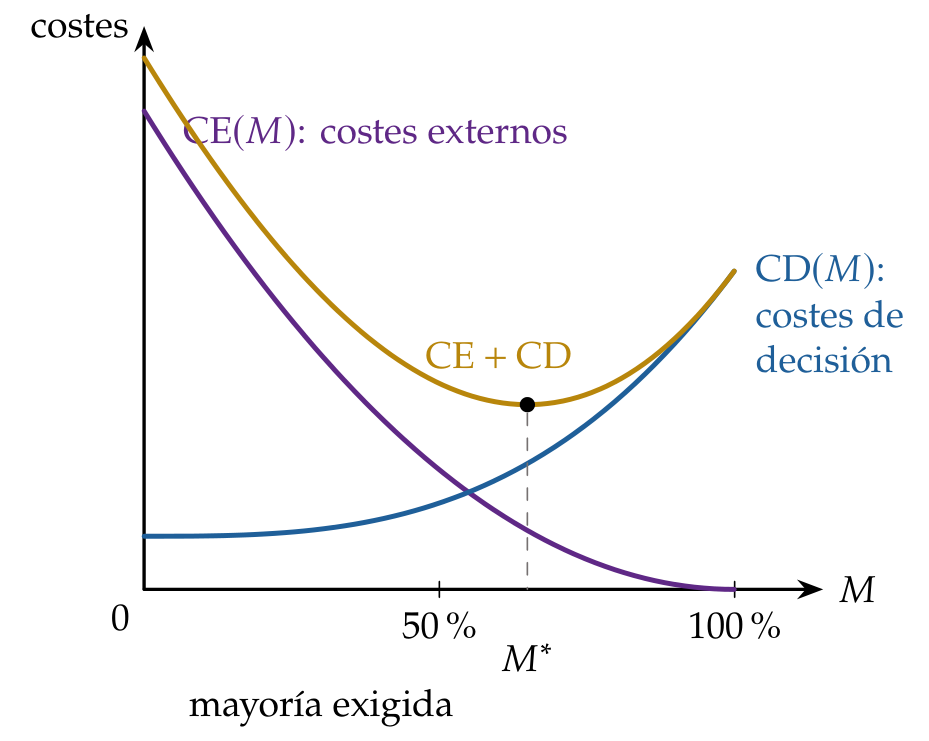 costes
CE(M): costes externos
CD(M):
costes de
decisión
CE + CD
M
0
50 %
100 %
M*
mayoría exigida